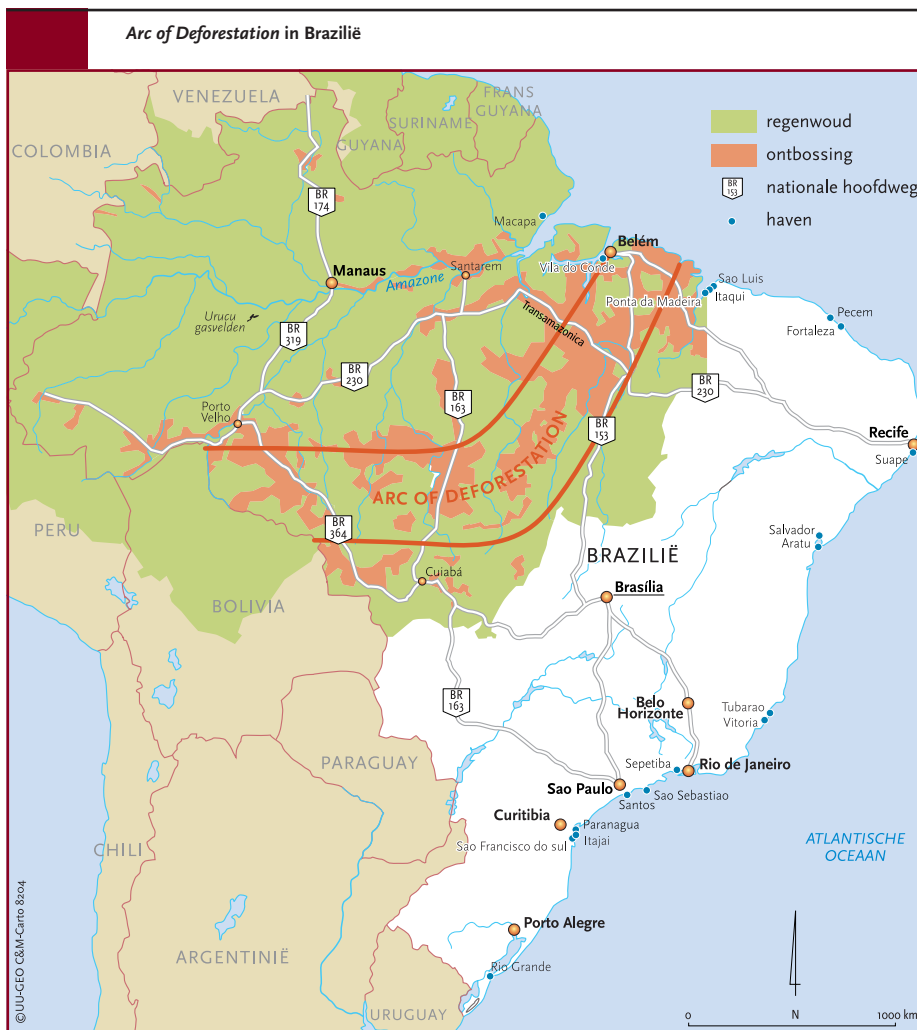 Arc of Deforestation in Brazilië
VENEZUELA
FRANS
GUYANA
SURINAME
GUYANA
COLOMBIA
regenwoud
ontbossing
BR
153
nationale hoofdweg
haven
BR
174
Macapa
Belém
Vila do Conde
Manaus
Amazone
Santarem
Sao Luis
Itaqui
Ponta da Madeira
Pecem
Fortaleza
Urucu
gasvelden
Transamazonica
BR
319
BR
230
BR
163
BR
230
Porto
Velho
BR
153
Recife
Suape
ARC OF DEFORESTATION
BR
364
PERU
Salvador
Aratu
BRAZILIË
Cuiabá
Brasília
BOLIVIA
BR
163
Belo
Horizonte
Tubarao
Vitoria
PARAGUAY
Sepetiba
Rio de Janeiro
Sao Paulo
Santos
Sao Sebastiao
Curitibia
Paranagua
Itajai
Sao Francisco do sul
CHILI
ATLANTISCHE
OCEAAN
Porto Alegre
ARGENTINIË
Rio Grande
URUGUAY
N
0
1000 km
©UU-GEO C&M-Carto 8204